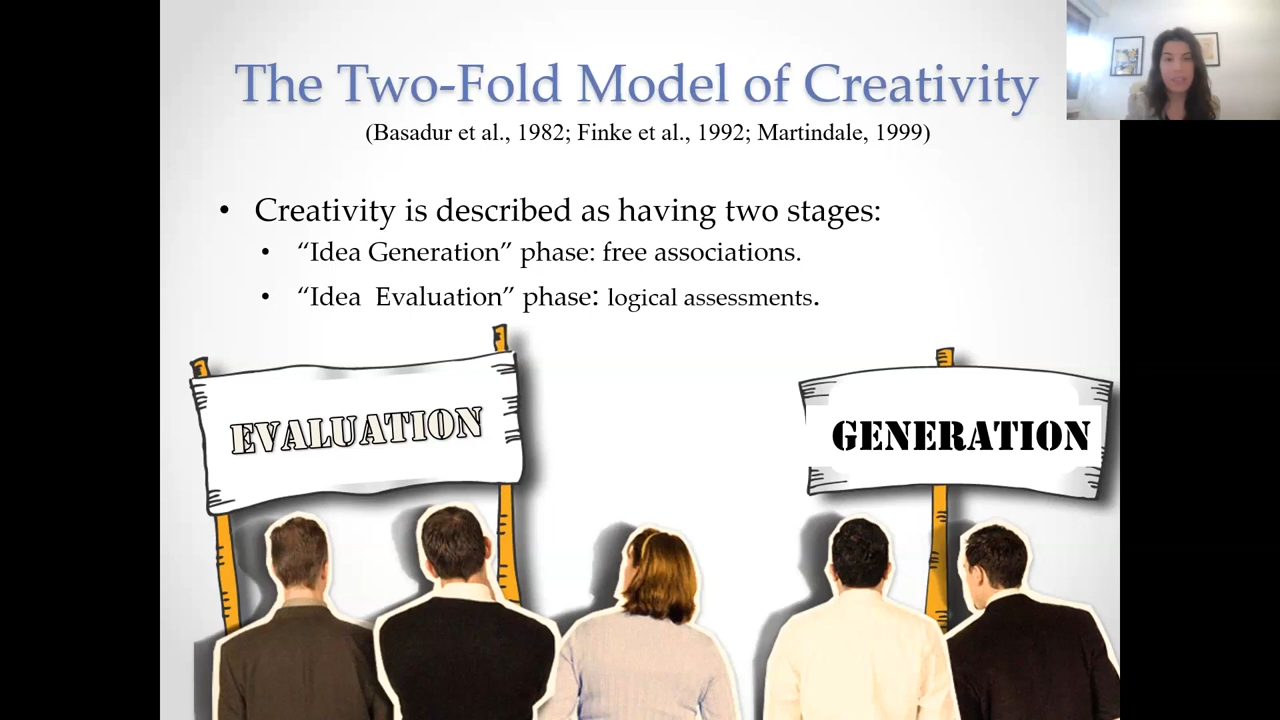 The Two-Fold Model of Creativity
(Basadur et al., 1982; Finke et al., 1992; Martindale, 1999)
• Creativity is described as having two stages:
• “Idea Generation” phase: free associations.
• “Idea Evaluation” phase: logical assessments.
EVALUATION
GENERATION